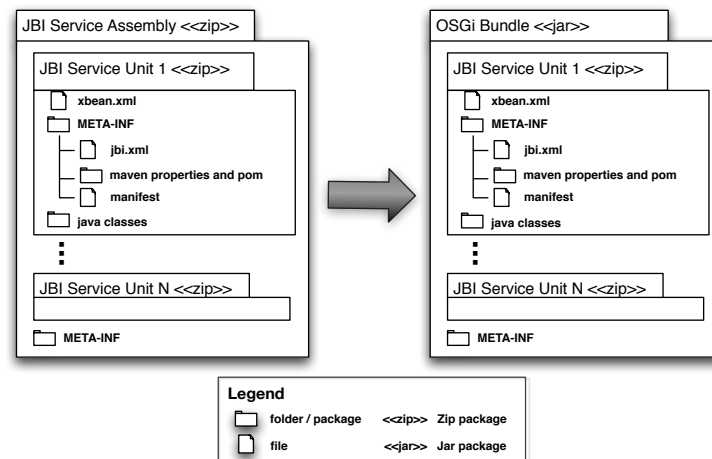 JBI Service Assembly <<zip>>
JBI Service Unit 1 <<zip>>
xbean.xml
META-INF
jbi.xml
maven properties and pom
manifest
java classes
JBI Service Unit N <<zip>>
META-INF
OSGi Bundle <<jar>>
JBI Service Unit 1 <<zip>>
xbean.xml
META-INF
jbi.xml
maven properties and pom
manifest
java classes
JBI Service Unit N <<zip>>
META-INF
Legend
folder / package <<zip>> Zip package
file <<jar>> Jar package